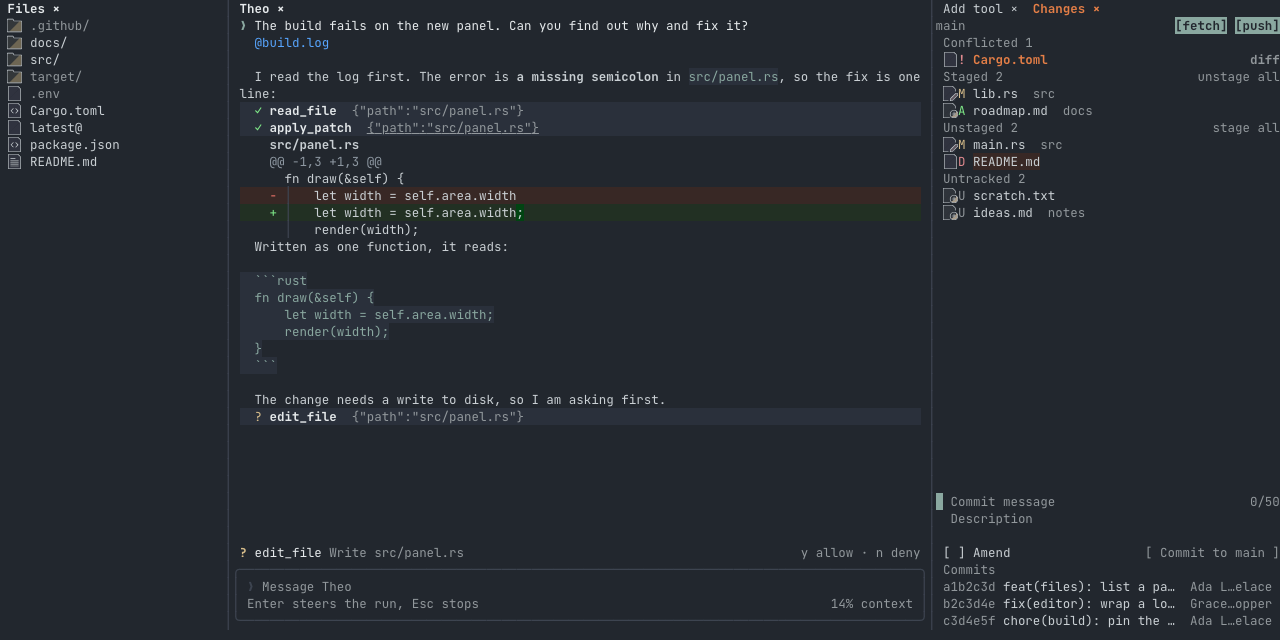 Files ×
.github/
docs/
src/
target/
.env
Cargo.toml
latest@
package.json
README.md
Theo ×
❯ The build fails on the new panel. Can you find out why and fix it?
@build.log
I read the log first. The error is a missing semicolon in src/panel.rs, so the fix is one
line:
✓ read_file {"path":"src/panel.rs"}
✓ apply_patch {"path":"src/panel.rs"}
src/panel.rs
@@ -1,3 +1,3 @@
fn draw(&self) {
- let width = self.area.width
+ let width = self.area.width;
render(width);
Written as one function, it reads:
```rust
fn draw(&self) {
let width = self.area.width;
render(width);
}
```
The change needs a write to disk, so I am asking first.
? edit_file {"path":"src/panel.rs"}
? edit_file Write src/panel.rs y allow · n deny
❯ Message Theo
Enter steers the run, Esc stops 14% context
Add tool × Changes ×
main [fetch] [push]
Conflicted 1
! Cargo.toml diff
Staged 2 unstage all
M lib.rs src
A roadmap.md docs
Unstaged 2 stage all
M main.rs src
D README.md
Untracked 2
U scratch.txt
U ideas.md notes
Commit message 0/50
Description
[ ] Amend [ Commit to main ]
Commits
a1b2c3d feat(files): list a pa… Ada L…elace
b2c3d4e fix(editor): wrap a lo… Grace…opper
c3d4e5f chore(build): pin the … Ada L…elace